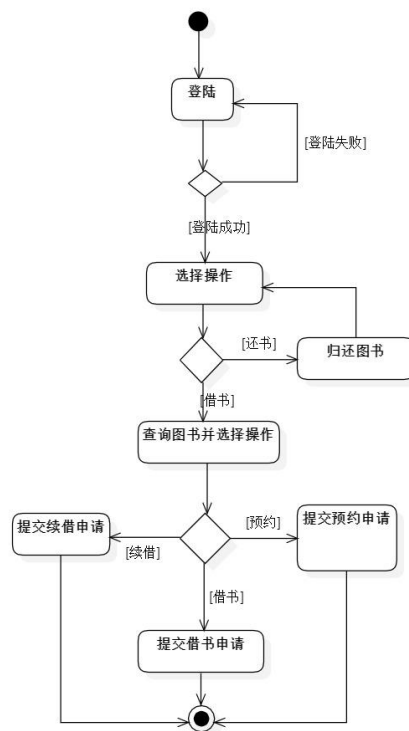 登陆
[登陆失败]
[登陆成功]
选择操作
[还书]
归还图书
[借书]
查询图书并选择操作
提交续借申请
[预约]
提交预约申请
[续借]
[借书]
提交借书申请